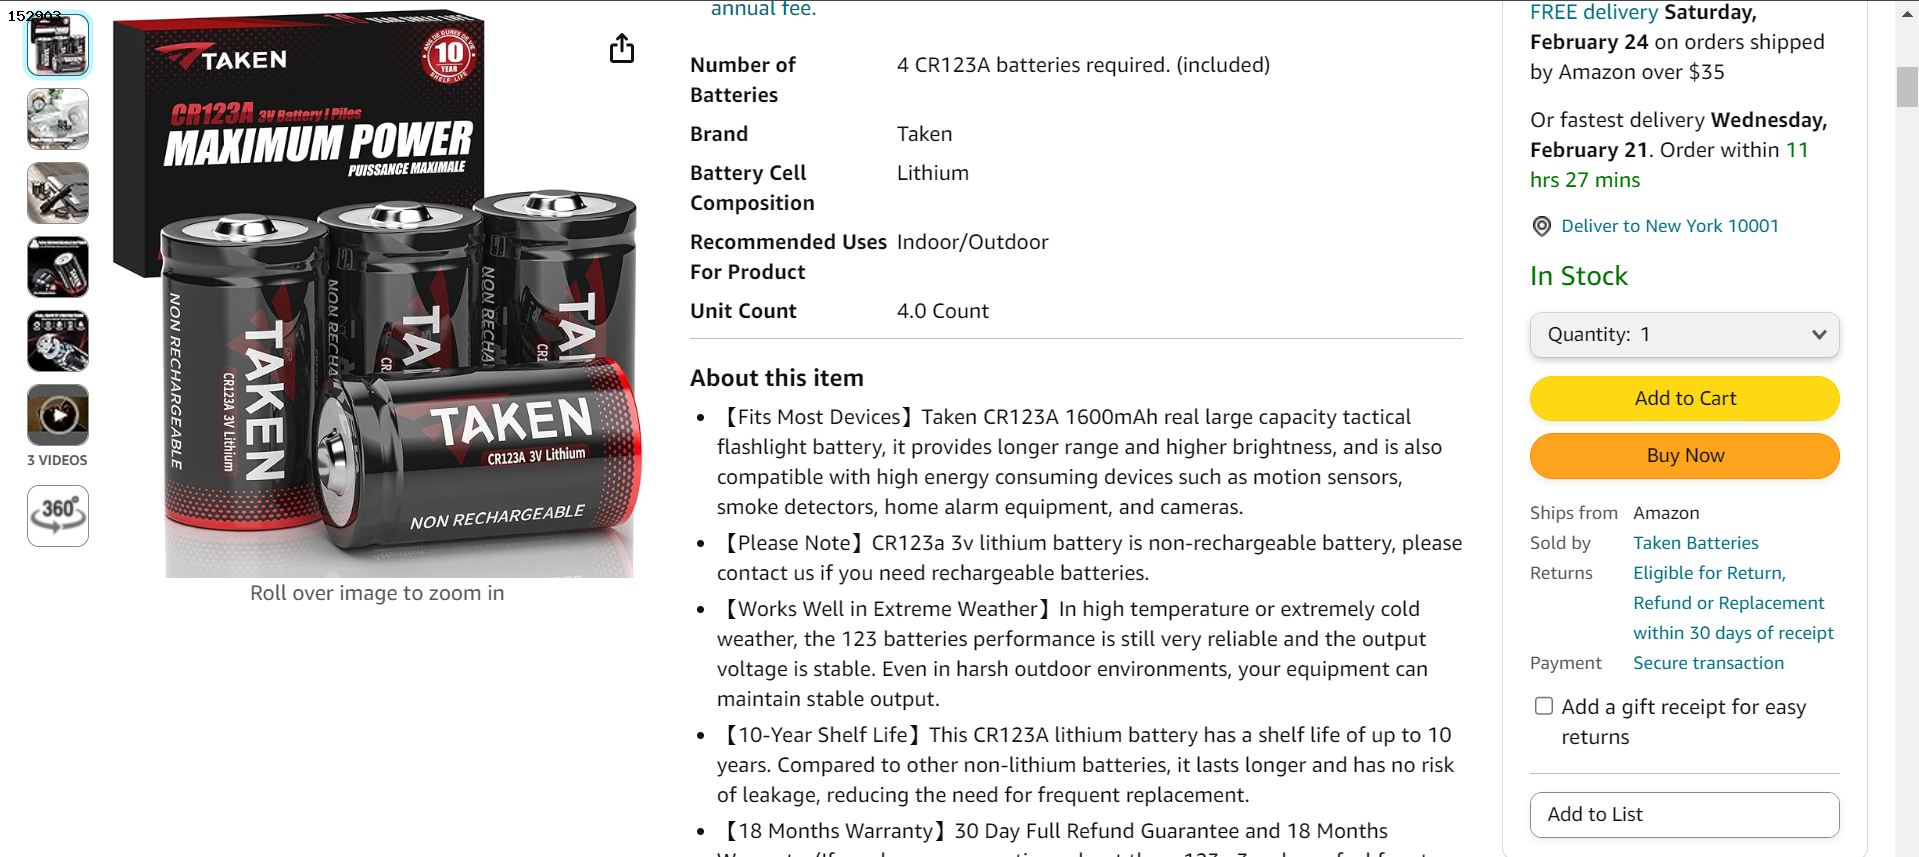 152903
annual fee.
TAKEN
10
YEAR
SHELF LIFE
CR123A 3V Battery | Piles
MAXIMUM POWER
PUISSANCE MAXIMALE
TAKEN
CR123A 3V Lithium
NON RECHARGEABLE
TAKEN
CR123A 3V Lithium
NON RECHARGEABLE
Roll over image to zoom in
3 VIDEOS
360°
Number of
Batteries
4 CR123A batteries required. (included)
Brand
Taken
Battery Cell
Composition
Lithium
Recommended Uses
For Product
Indoor/Outdoor
Unit Count
4.0 Count
About this item
【Fits Most Devices】Taken CR123A 1600mAh real large capacity tactical
flashlight battery, it provides longer range and higher brightness, and is also
compatible with high energy consuming devices such as motion sensors,
smoke detectors, home alarm equipment, and cameras.
【Please Note】CR123a 3v lithium battery is non-rechargeable battery, please
contact us if you need rechargeable batteries.
【Works Well in Extreme Weather】In high temperature or extremely cold
weather, the 123 batteries performance is still very reliable and the output
voltage is stable. Even in harsh outdoor environments, your equipment can
maintain stable output.
【10-Year Shelf Life】This CR123A lithium battery has a shelf life of up to 10
years. Compared to other non-lithium batteries, it lasts longer and has no risk
of leakage, reducing the need for frequent replacement.
【18 Months Warranty】30 Day Full Refund Guarantee and 18 Months
FREE delivery Saturday,
February 24 on orders shipped
by Amazon over $35
Or fastest delivery Wednesday,
February 21. Order within 11
hrs 27 mins
Deliver to New York 10001
In Stock
Quantity: 1
Add to Cart
Buy Now
Ships from Amazon
Sold by Taken Batteries
Returns Eligible for Return,
Refund or Replacement
within 30 days of receipt
Payment Secure transaction
Add a gift receipt for easy
returns
Add to List